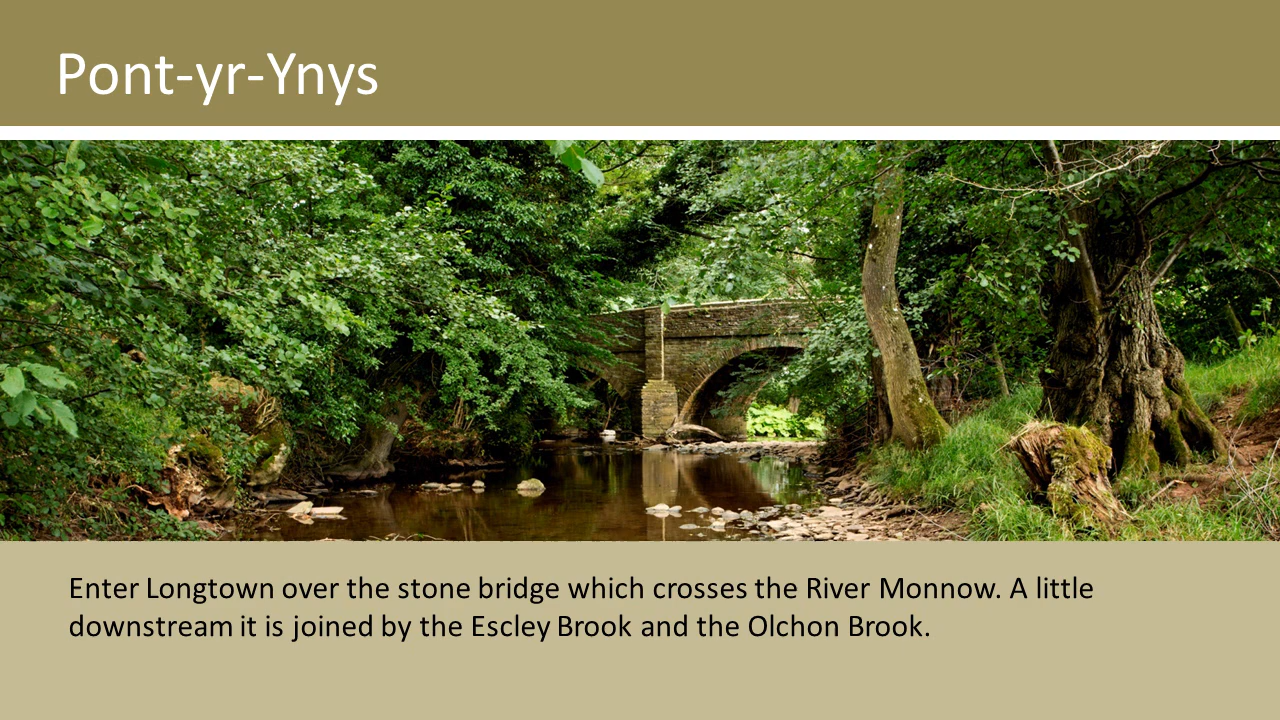 Pont-yr-Ynys
Enter Longtown over the stone bridge which crosses the River Monnow. A little
downstream it is joined by the Escley Brook and the Olchon Brook.